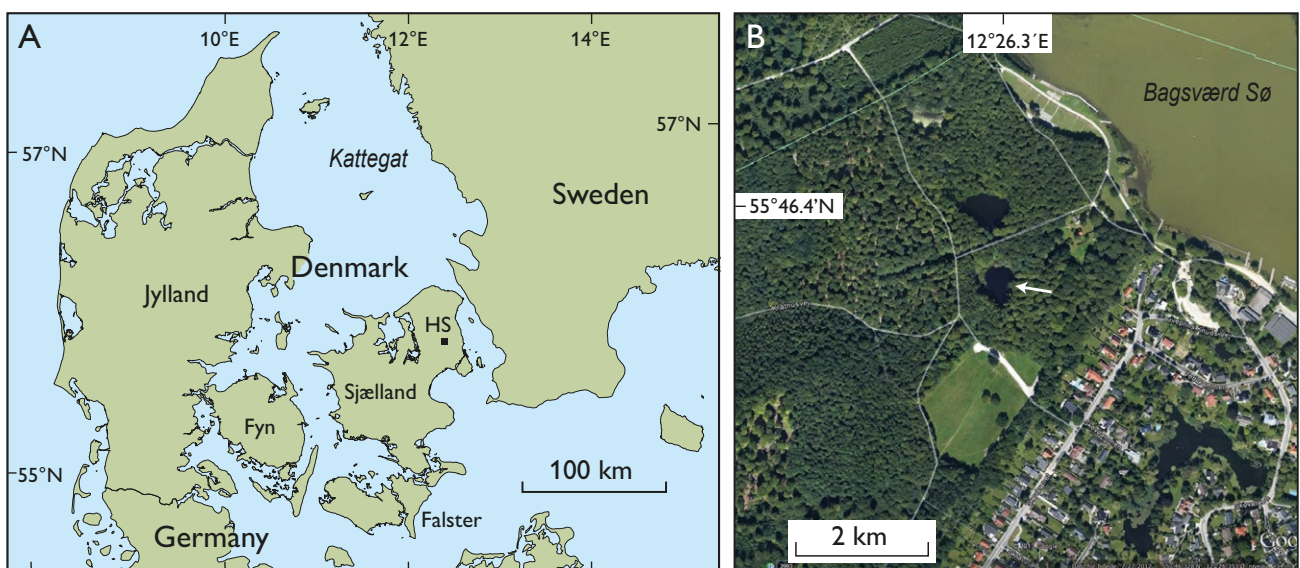 A
10°E
12°E
14°E
57°N
57°N
Kattegat
Sweden
Denmark
Jylland
HS
Sjælland
Fyn
100 km
55°N
Falster
Germany
B
12°26.3´E
Bagsværd Sø
55°46.4'N
2 km
Goo